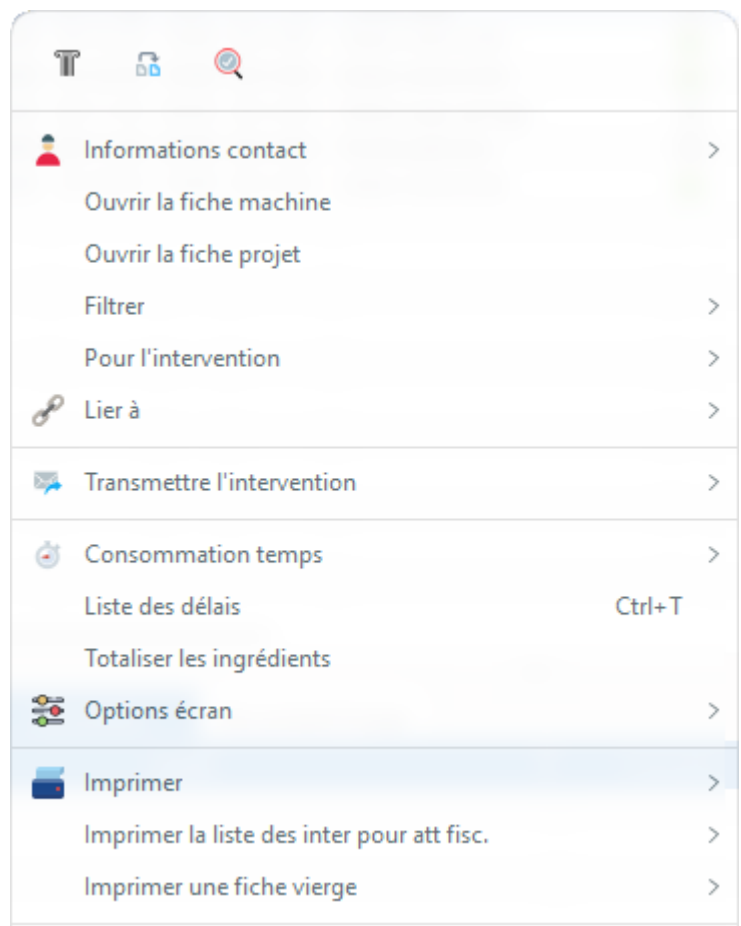 Informations contact
Ouvrir la fiche machine
Ouvrir la fiche projet
Filtrer
Pour l'intervention
Lier à
Transmettre l'intervention
Consommation temps
Liste des délais Ctrl+T
Totaliser les ingrédients
Options écran
Imprimer
Imprimer la liste des inter pour att fisc.
Imprimer une fiche vierge